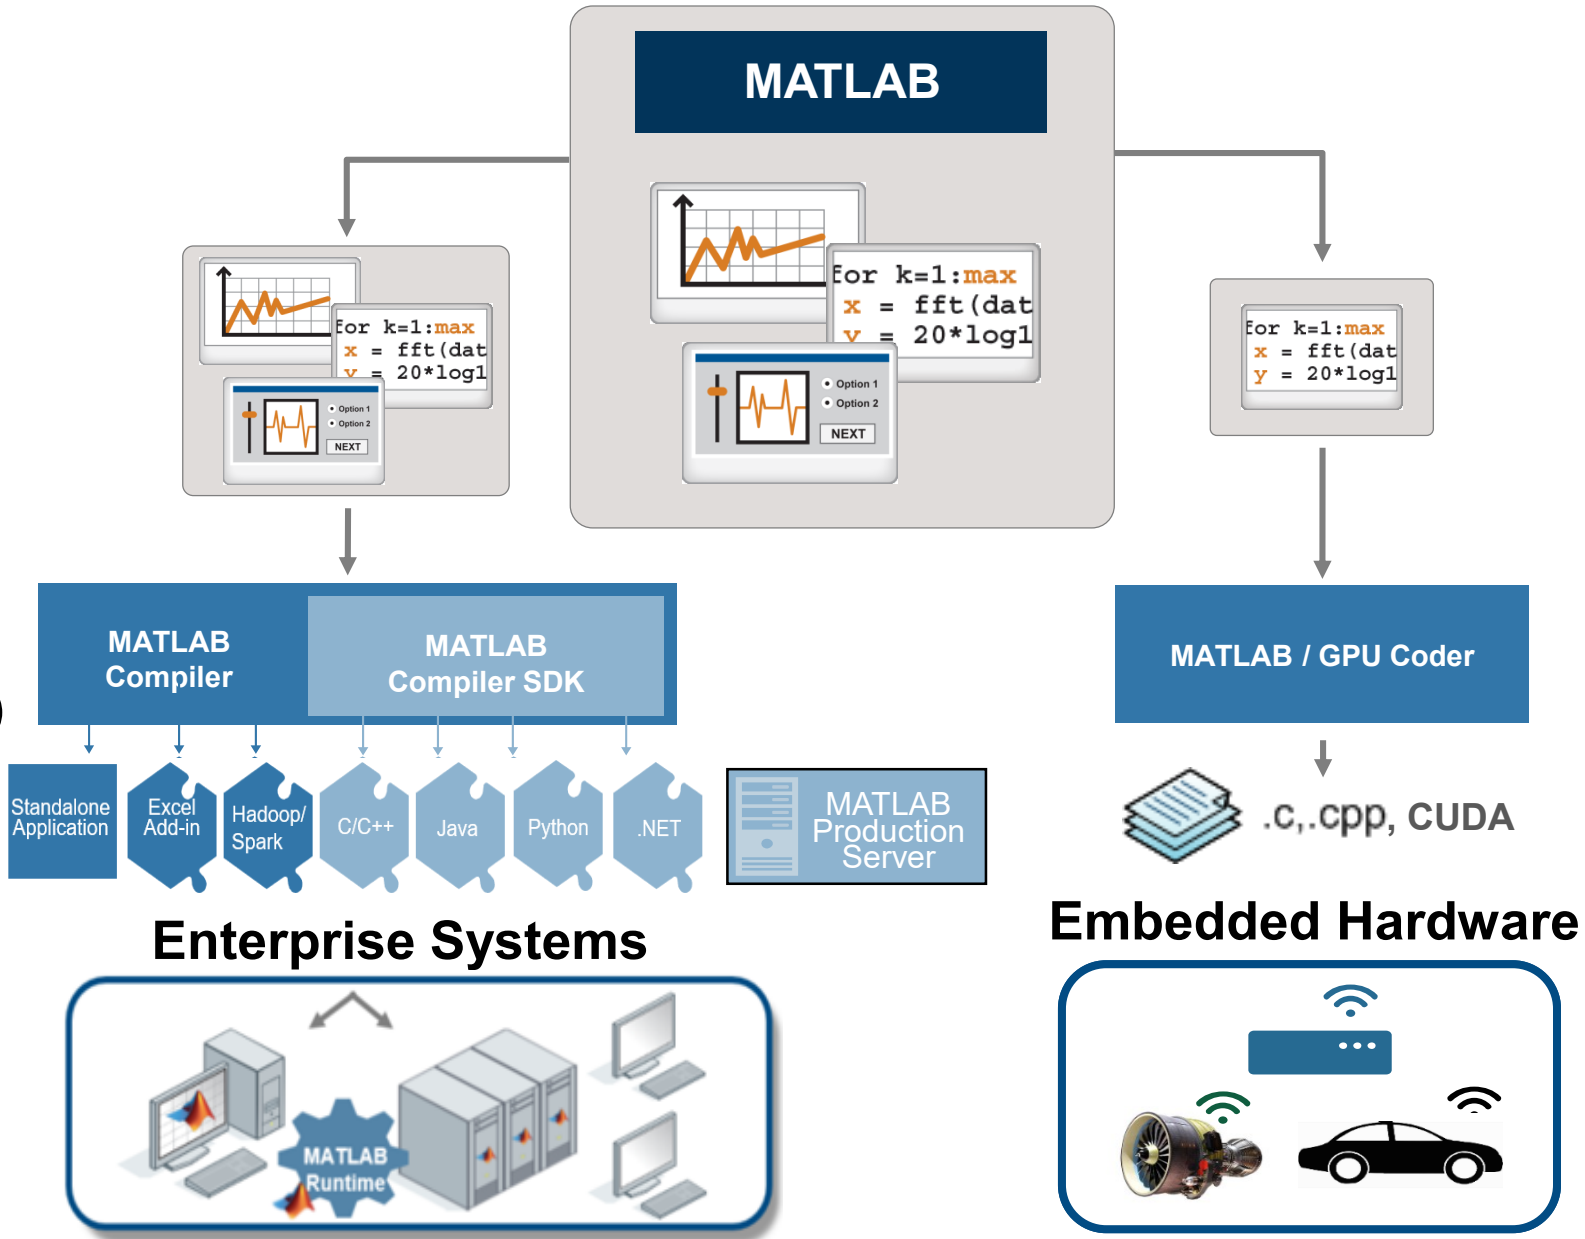 MATLAB
for k=1:max
x = fft(dat
y = 20*log1
Option 1
Option 2
NEXT
for k=1:max
x = fft(dat
y = 20*log1
Option 1
Option 2
NEXT
for k=1:max
x = fft(dat
y = 20*log1
MATLAB
Compiler
MATLAB
Compiler SDK
MATLAB / GPU Coder
)
Standalone
Application
Excel
Add-in
Hadoop/
Spark
C/C++
Java
Python
.NET
MATLAB
Production
Server
.c,.cpp, CUDA
Enterprise Systems
Embedded Hardware
MATLAB
Runtime